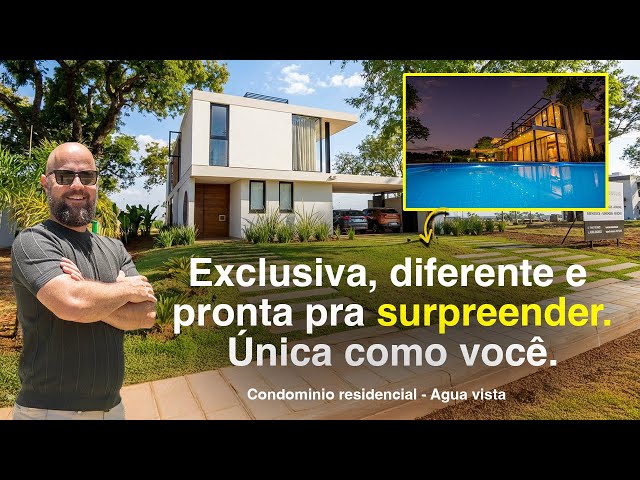 Exclusiva, diferente e
pronta pra surpreender.
Única como você.
Condominio residencial - Agua vista